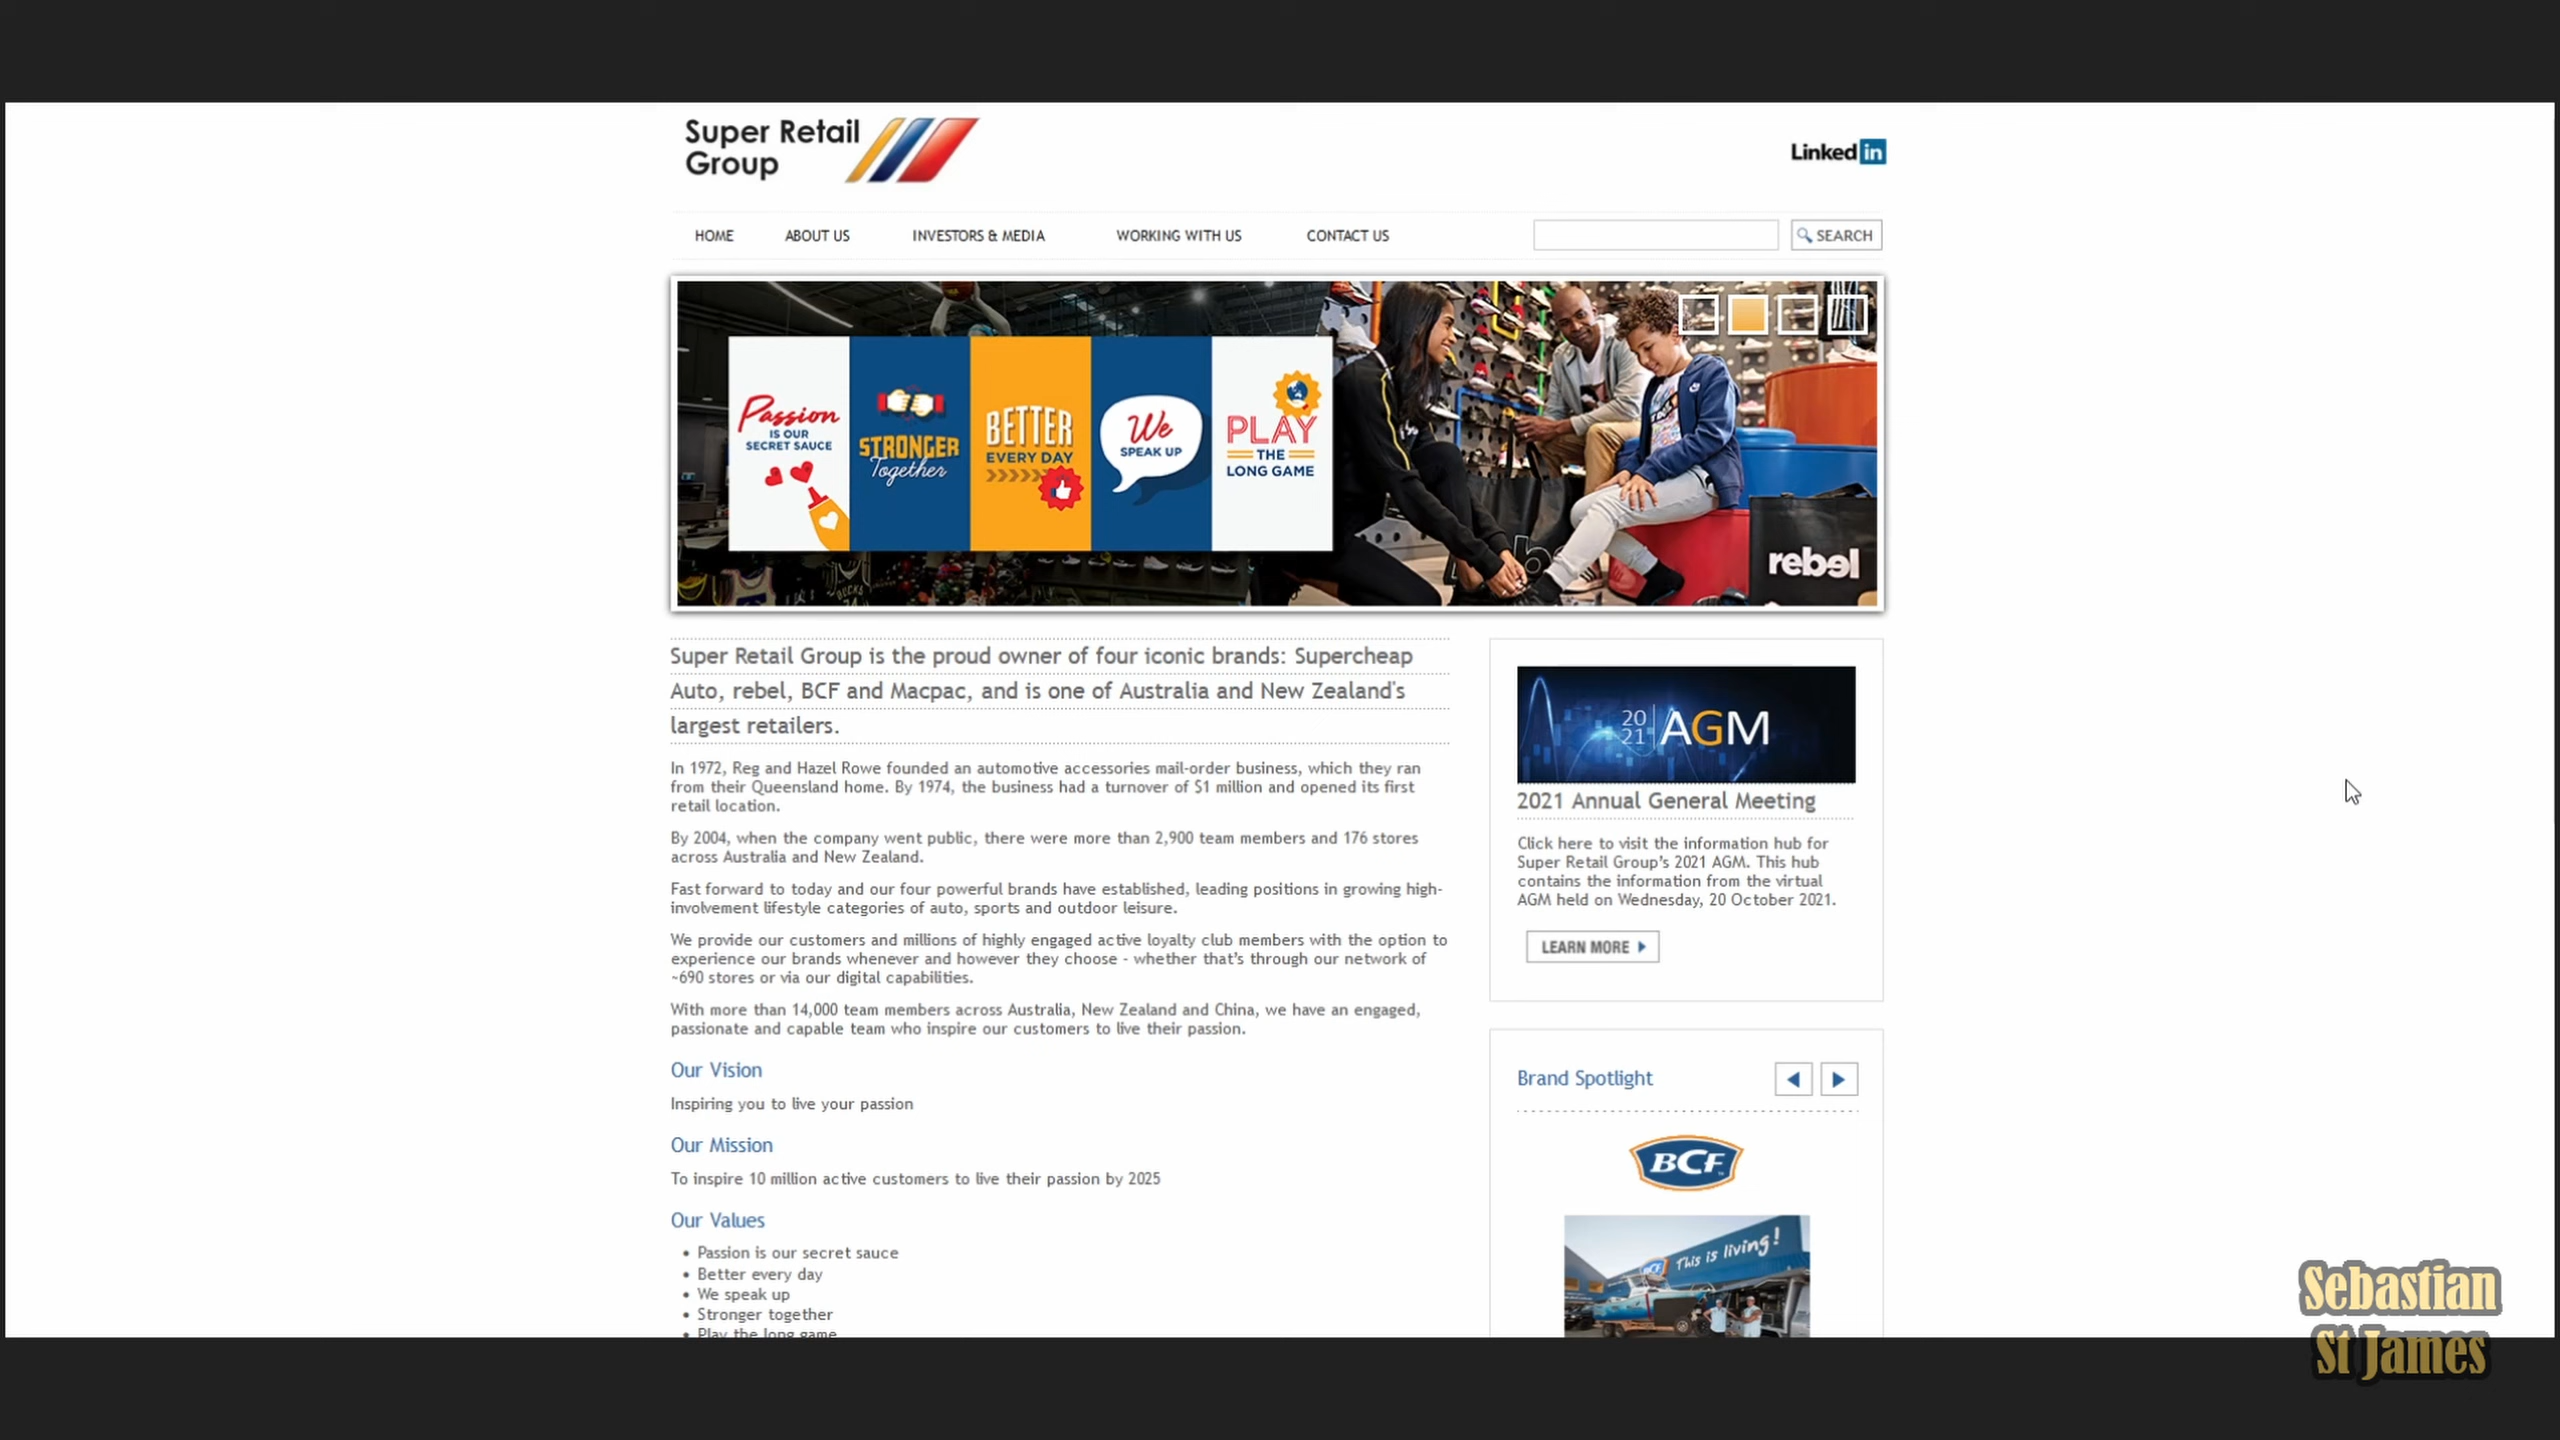 Super Retail
Group
Linked in
HOME
ABOUT US
INVESTORS & MEDIA
WORKING WITH US
CONTACT US
SEARCH
Passion
IS OUR
SECRET SAUCE
STRONGER
Together
BETTER
EVERY DAY
We
SPEAK UP
PLAY
THE
LONG GAME
rebel
Super Retail Group is the proud owner of four iconic brands: Supercheap
Auto, rebel, BCF and Macpac, and is one of Australia and New Zealand's
largest retailers.
In 1972, Reg and Hazel Rowe founded an automotive accessories mail-order business, which they ran
from their Queensland home. By 1974, the business had a turnover of $1 million and opened its first
retail location.
By 2004, when the company went public, there were more than 2,900 team members and 176 stores
across Australia and New Zealand.
Fast forward to today and our four powerful brands have established, leading positions in growing high-
involvement lifestyle categories of auto, sports and outdoor leisure.
We provide our customers and millions of highly engaged active loyalty club members with the option to
experience our brands whenever and however they choose - whether that's through our network of
~690 stores or via our digital capabilities.
With more than 14,000 team members across Australia, New Zealand and China, we have an engaged,
passionate and capable team who inspire our customers to live their passion.
Our Vision
Inspiring you to live your passion
Our Mission
To inspire 10 million active customers to live their passion by 2025
Our Values
• Passion is our secret sauce
• Better every day
• We speak up
• Stronger together
• Play the long game
20
21 AGM
2021 Annual General Meeting
Click here to visit the information hub for
Super Retail Group's 2021 AGM. This hub
contains the information from the virtual
AGM held on Wednesday, 20 October 2021.
LEARN MORE
Brand Spotlight
BCF
BCF This is living!
Sebastian
St James